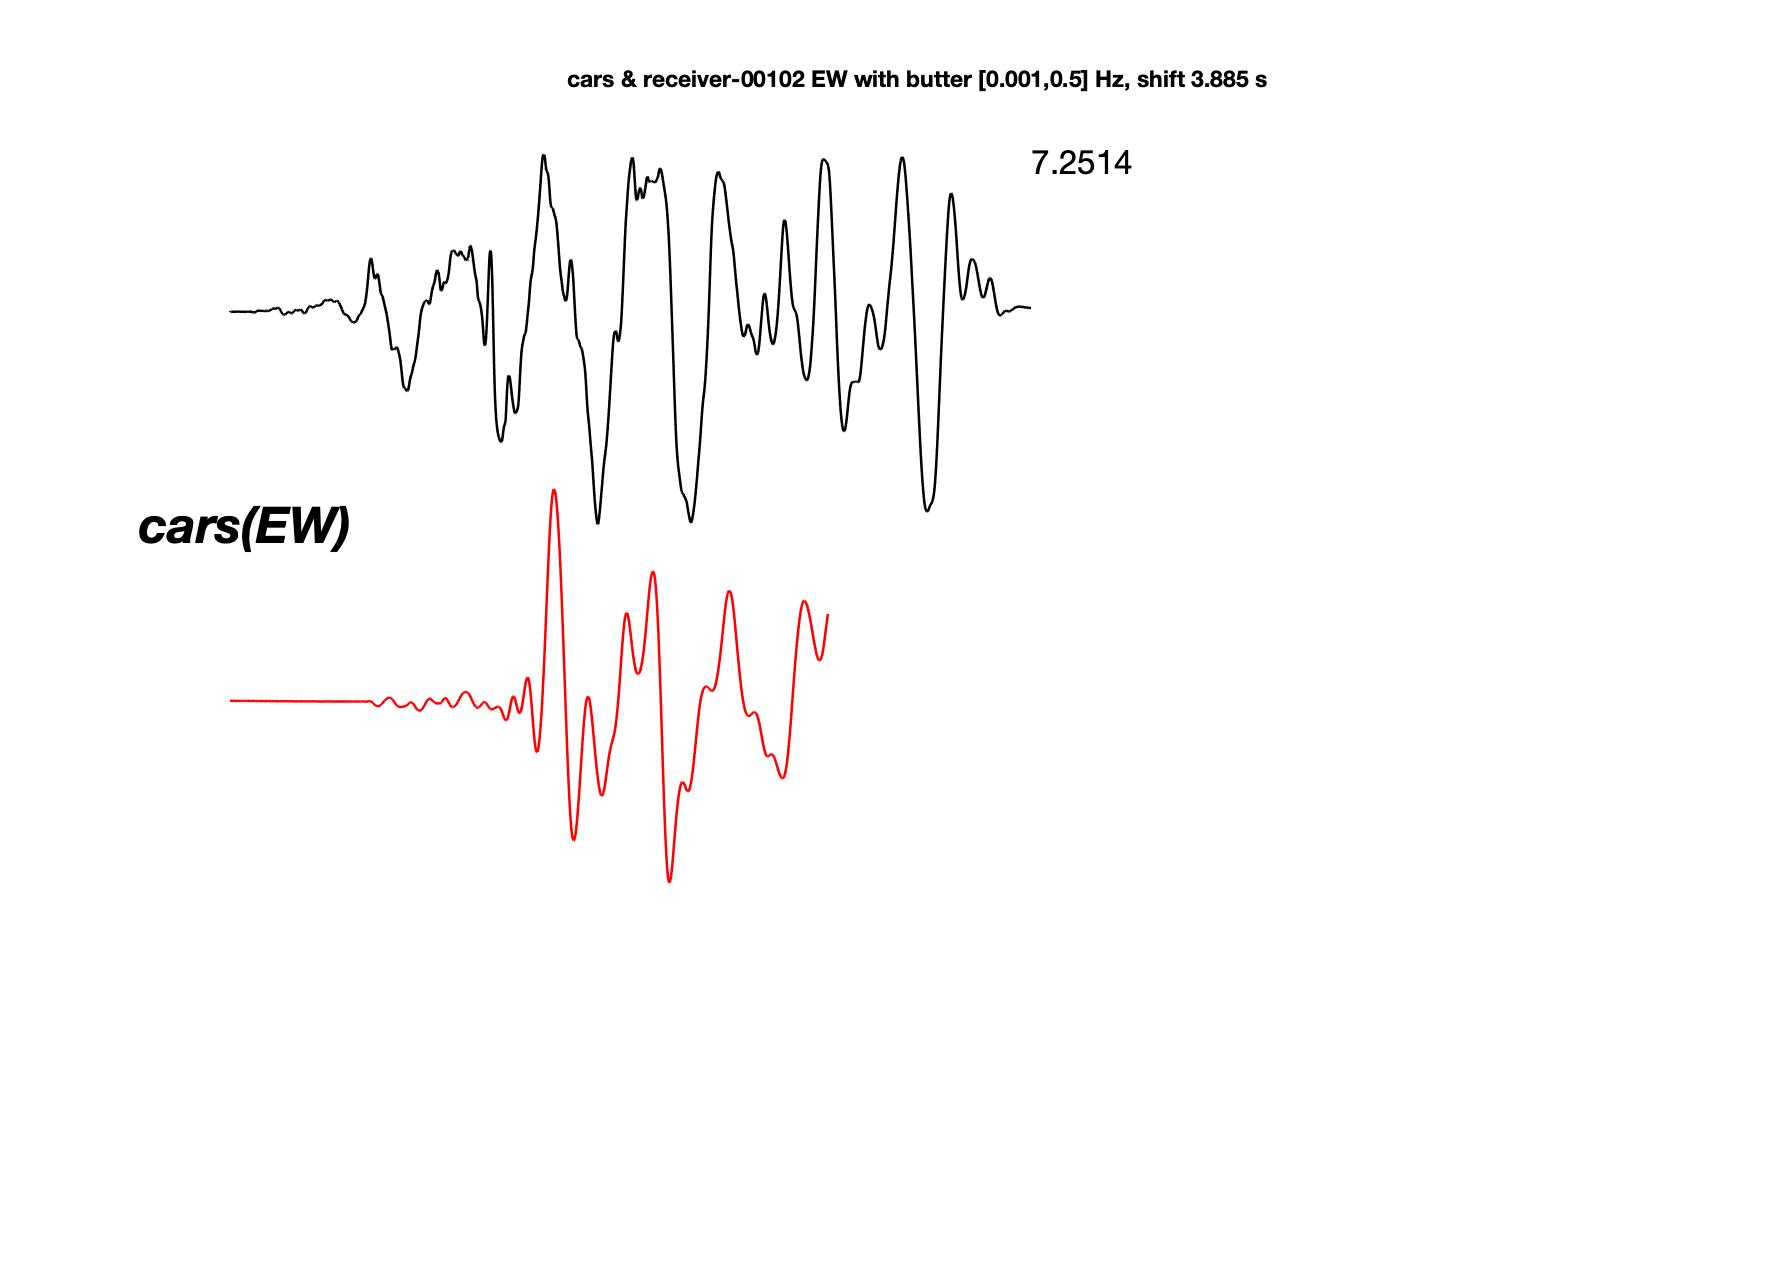 cars & receiver-00102 EW with butter [0.001,0.5] Hz, shift 3.885 s
7.2514
cars(EW)